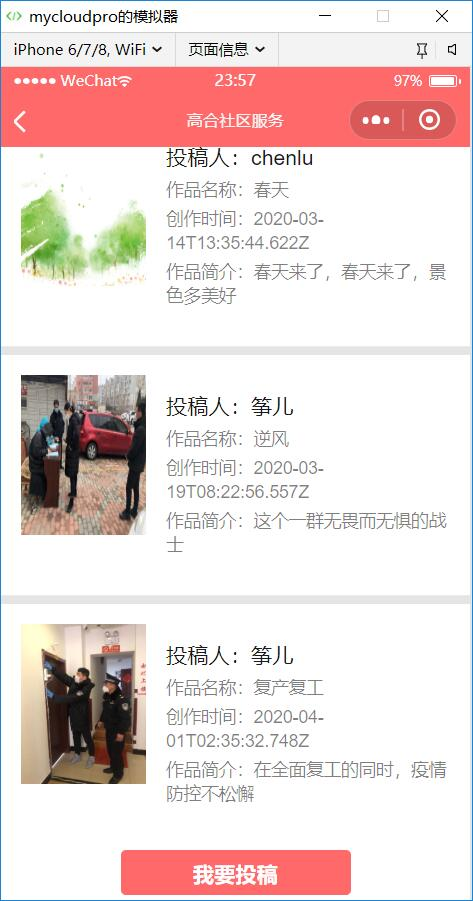 mycloudpro的模拟器
iPhone 6/7/8, WiFi
页面信息
WeChat
23:57
97%
高合社区服务
投稿人：chenlu
作品名称：春天
创作时间：2020-03-
14T13:35:44.622Z
作品简介：春天来了，春天来了，景
色多美好
投稿人：筝儿
作品名称：逆风
创作时间：2020-03-
19T08:22:56.557Z
作品简介：这个一群无畏而无惧的战
士
投稿人：筝儿
作品名称：复产复工
创作时间：2020-04-
01T02:35:32.748Z
作品简介：在全面复工的同时，疫情
防控不松懈
我要投稿